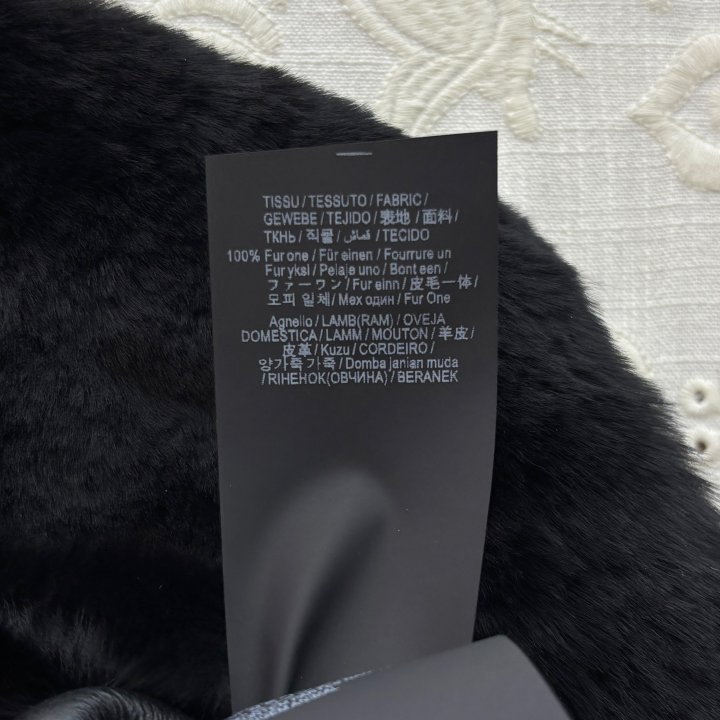 TISSU / TESSUTO / FABRIC /
GEWEBE / TEJIDO / 表地 / 面料 /
ТКНЬ / 직물 / قماش / TECIDO
100% Fur one / Für einen / Fourrure un
Fur yksi / Pelaje uno / Bont een /
ファーワン / Fur einn / 皮毛一体 /
모피 일체 / Мех один / Fur One
Agnello / LAMB(RAM) / OVEJA
DOMESTICA / LAMM / MOUTON / 羊皮 /
皮革 / Kuzu / CORDEIRO /
양가죽가죽 / Domba janian muda
/ RIHEHOK(ОВЧИНА) / BERANEK